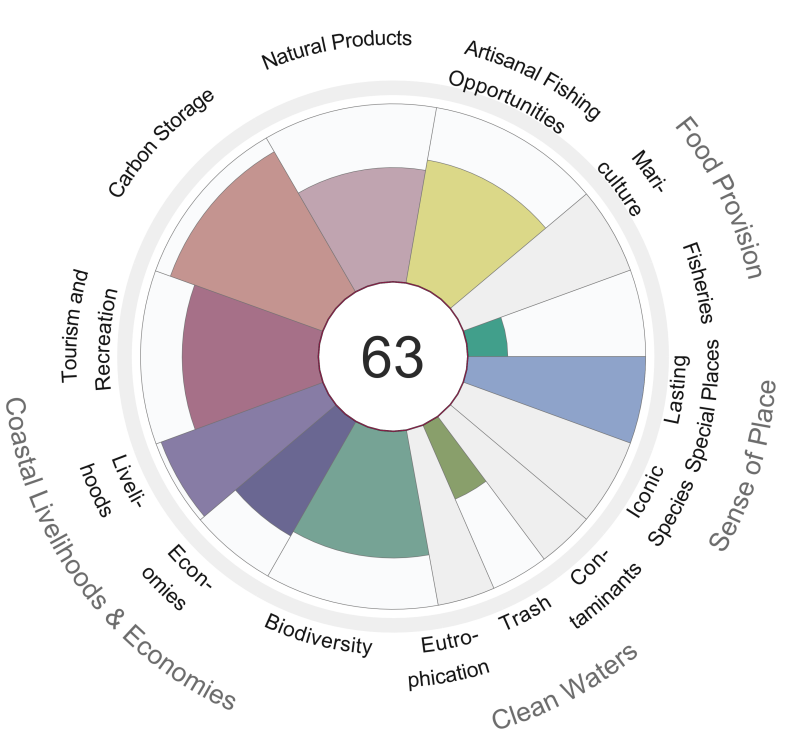 Natural Products
Artisanal Fishing
Opportunities
Mari-
culture
Food Provision
Fisheries
Lasting
Special Places
Sense of Place
Iconic
Species
Con-
taminants
Trash
Clean Waters
Eutro-
phication
Biodiversity
Econ-
omies
Liveli-
hoods
Coastal Livelihoods & Economies
Tourism and
Recreation
Carbon Storage
63